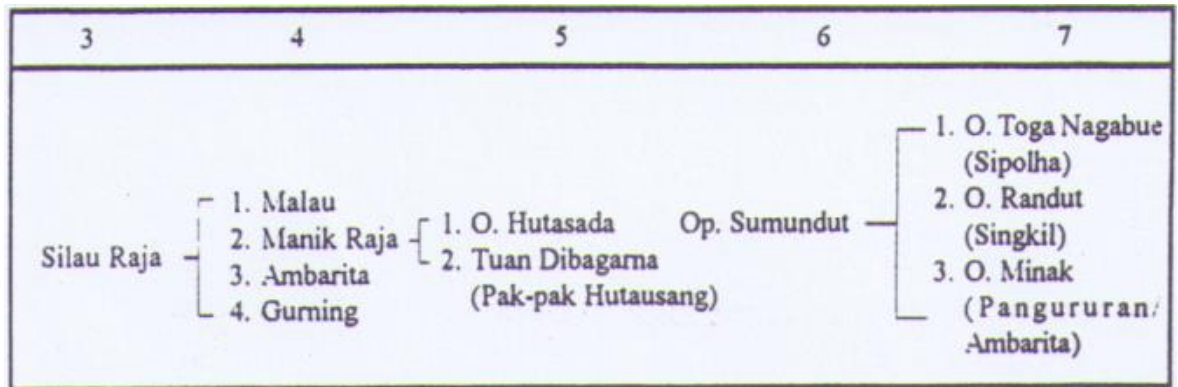 3 4 5 6 7
1. O. Toga Nagabue
(Sipolha)
1. Malau
2. O. Randut
2. Manik Raja
1. O. Hutasada
Op. Sumundut
(Singkil)
Silau Raja
3. Ambarita
2. Tuan Dibagarna
3. O. Minak
4. Gurning
(Pak-pak Hutausang)
(Pangururan/
Ambarita)